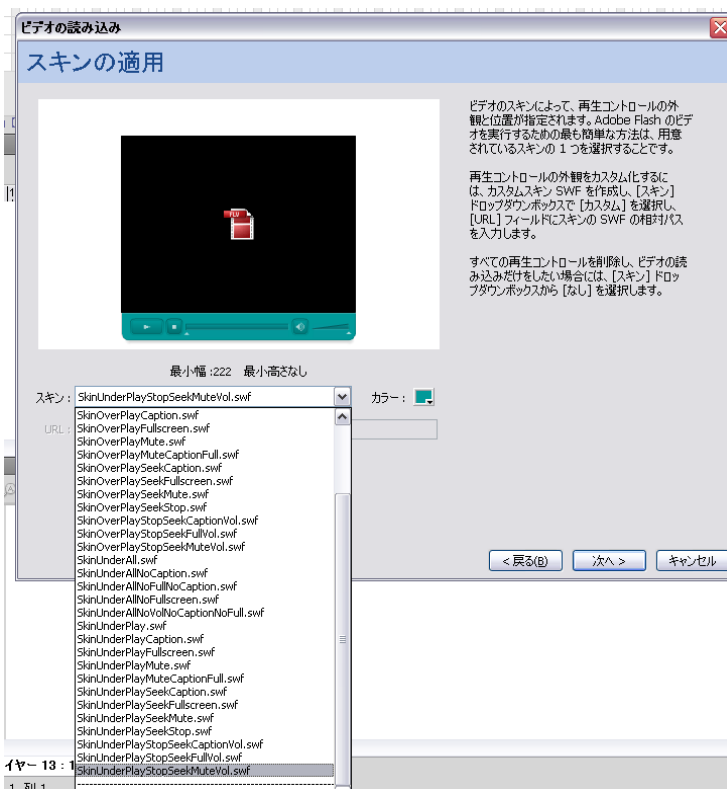 ビデオの読み込み
スキンの適用
ビデオのスキンによって、再生コントロールの外
観と位置が指定されます。Adobe Flash のビデ
オを実行するための最も簡単な方法は、用意
されているスキンの 1 つを選択することです。
再生コントロールの外観をカスタム化するに
は、カスタムスキン SWF を作成し、[スキン]
ドロップダウンボックスで [カスタム] を選択し、
[URL] フィールドにスキンの SWF の相対パス
を入力します。
すべての再生コントロールを削除し、ビデオの読
み込みだけをしたい場合には、[スキン] ドロッ
プダウンボックスから [なし] を選択します。
FLV
最小幅 :222 最小高さなし
スキン : SkinUnderPlayStopSeekMuteVol.swf
カラー :
URL :
SkinOverPlayCaption.swf
SkinOverPlayFullscreen.swf
SkinOverPlayMute.swf
SkinOverPlayMuteCaptionFull.swf
SkinOverPlaySeekCaption.swf
SkinOverPlaySeekFullscreen.swf
SkinOverPlaySeekMute.swf
SkinOverPlaySeekStop.swf
SkinOverPlayStopSeekCaptionVol.swf
SkinOverPlayStopSeekFullVol.swf
SkinOverPlayStopSeekMuteVol.swf
SkinUnderAll.swf
SkinUnderAllNoCaption.swf
SkinUnderAllNoFullNoCaption.swf
SkinUnderAllNoFullscreen.swf
SkinUnderAllNoVolNoCaptionNoFull.swf
SkinUnderPlay.swf
SkinUnderPlayCaption.swf
SkinUnderPlayFullscreen.swf
SkinUnderPlayMute.swf
SkinUnderPlayMuteCaptionFull.swf
SkinUnderPlaySeekCaption.swf
SkinUnderPlaySeekFullscreen.swf
SkinUnderPlaySeekMute.swf
SkinUnderPlaySeekStop.swf
SkinUnderPlayStopSeekCaptionVol.swf
SkinUnderPlayStopSeekFullVol.swf
SkinUnderPlayStopSeekMuteVol.swf
< 戻る(B)
次へ >
キャンセル
イヤー 13 : 1